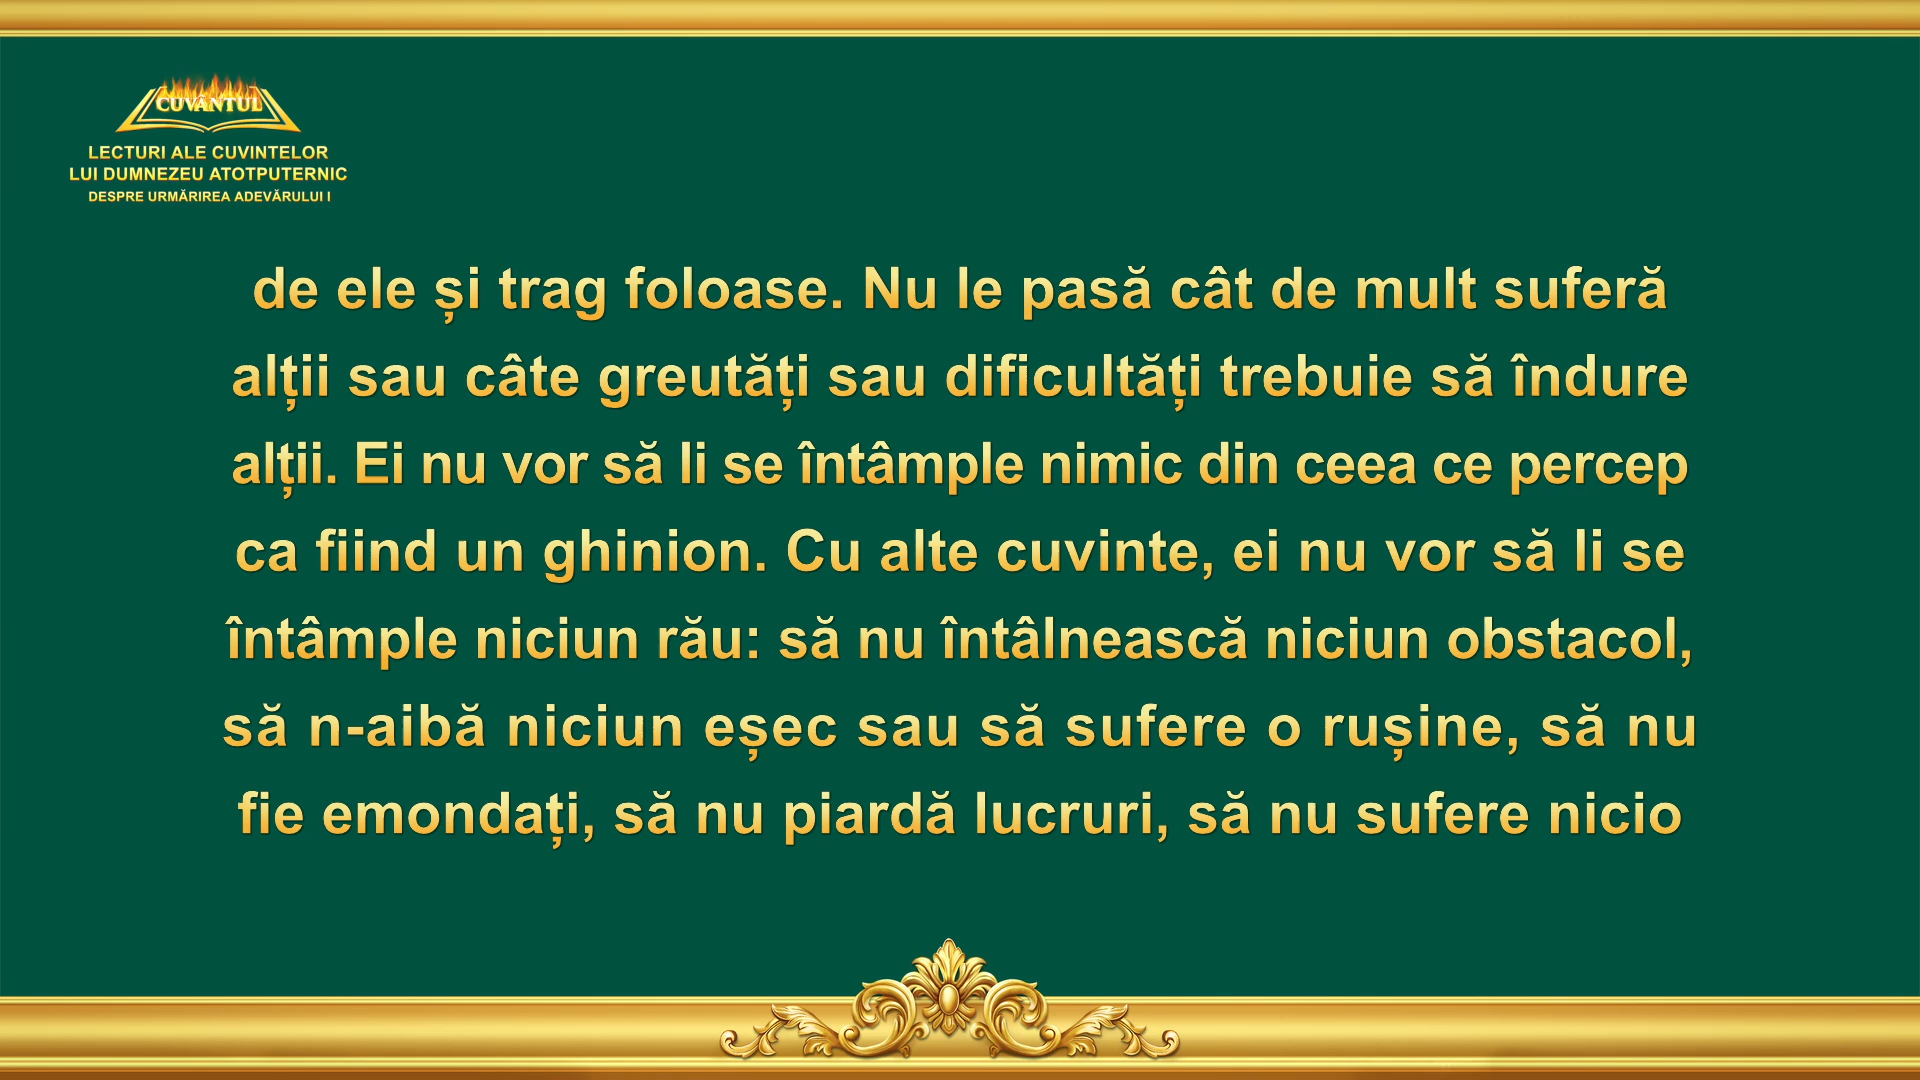 CUVÂNTUL
LECTURI ALE CUVINTELOR
LUI DUMNEZEU ATOTPUTERNIC
DESPRE URMĂRIREA ADEVĂRULUI I
de ele și trag foloase. Nu le pasă cât de mult suferă
alții sau câte greutăți sau dificultăți trebuie să îndure
alții. Ei nu vor să li se întâmple nimic din ceea ce percep
ca fiind un ghinion. Cu alte cuvinte, ei nu vor să li se
întâmple niciun rău: să nu întâlnească niciun obstacol,
să n-aibă niciun eșec sau să sufere o rușine, să nu
fie emondați, să nu piardă lucruri, să nu sufere nicio